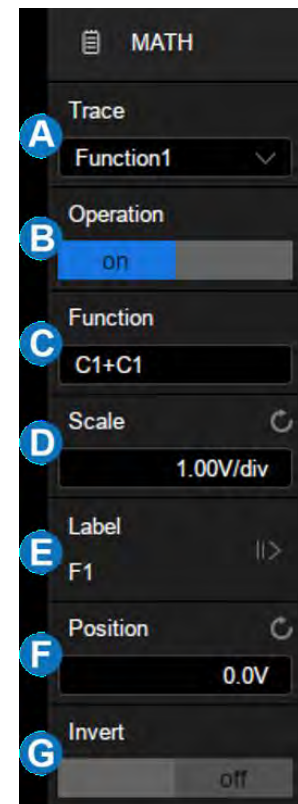 MATH
A
Trace
Function1
B
Operation
on
C
Function
C1+C1
D
Scale
1.00V/div
E
Label
F1
F
Position
0.0V
G
Invert
off